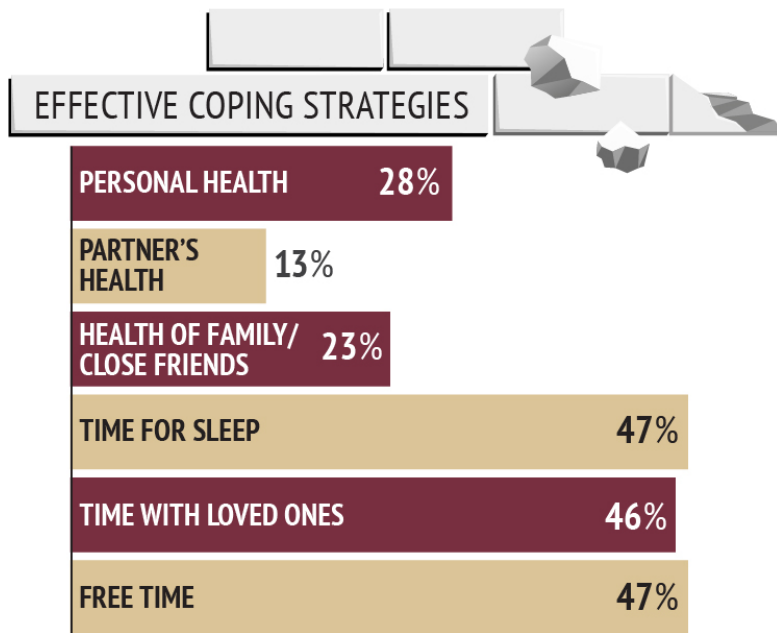 EFFECTIVE COPING STRATEGIES
PERSONAL HEALTH 28%
PARTNER'S
HEALTH 13%
HEALTH OF FAMILY/
CLOSE FRIENDS 23%
TIME FOR SLEEP 47%
TIME WITH LOVED ONES 46%
FREE TIME 47%